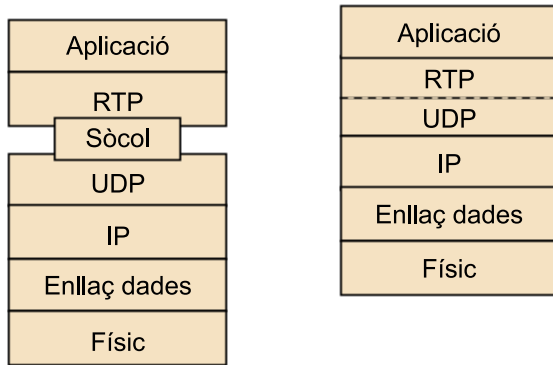 Aplicació
RTP
Sòcol
UDP
IP
Enllaç dades
Físic
Aplicació
RTP
UDP
IP
Enllaç dades
Físic